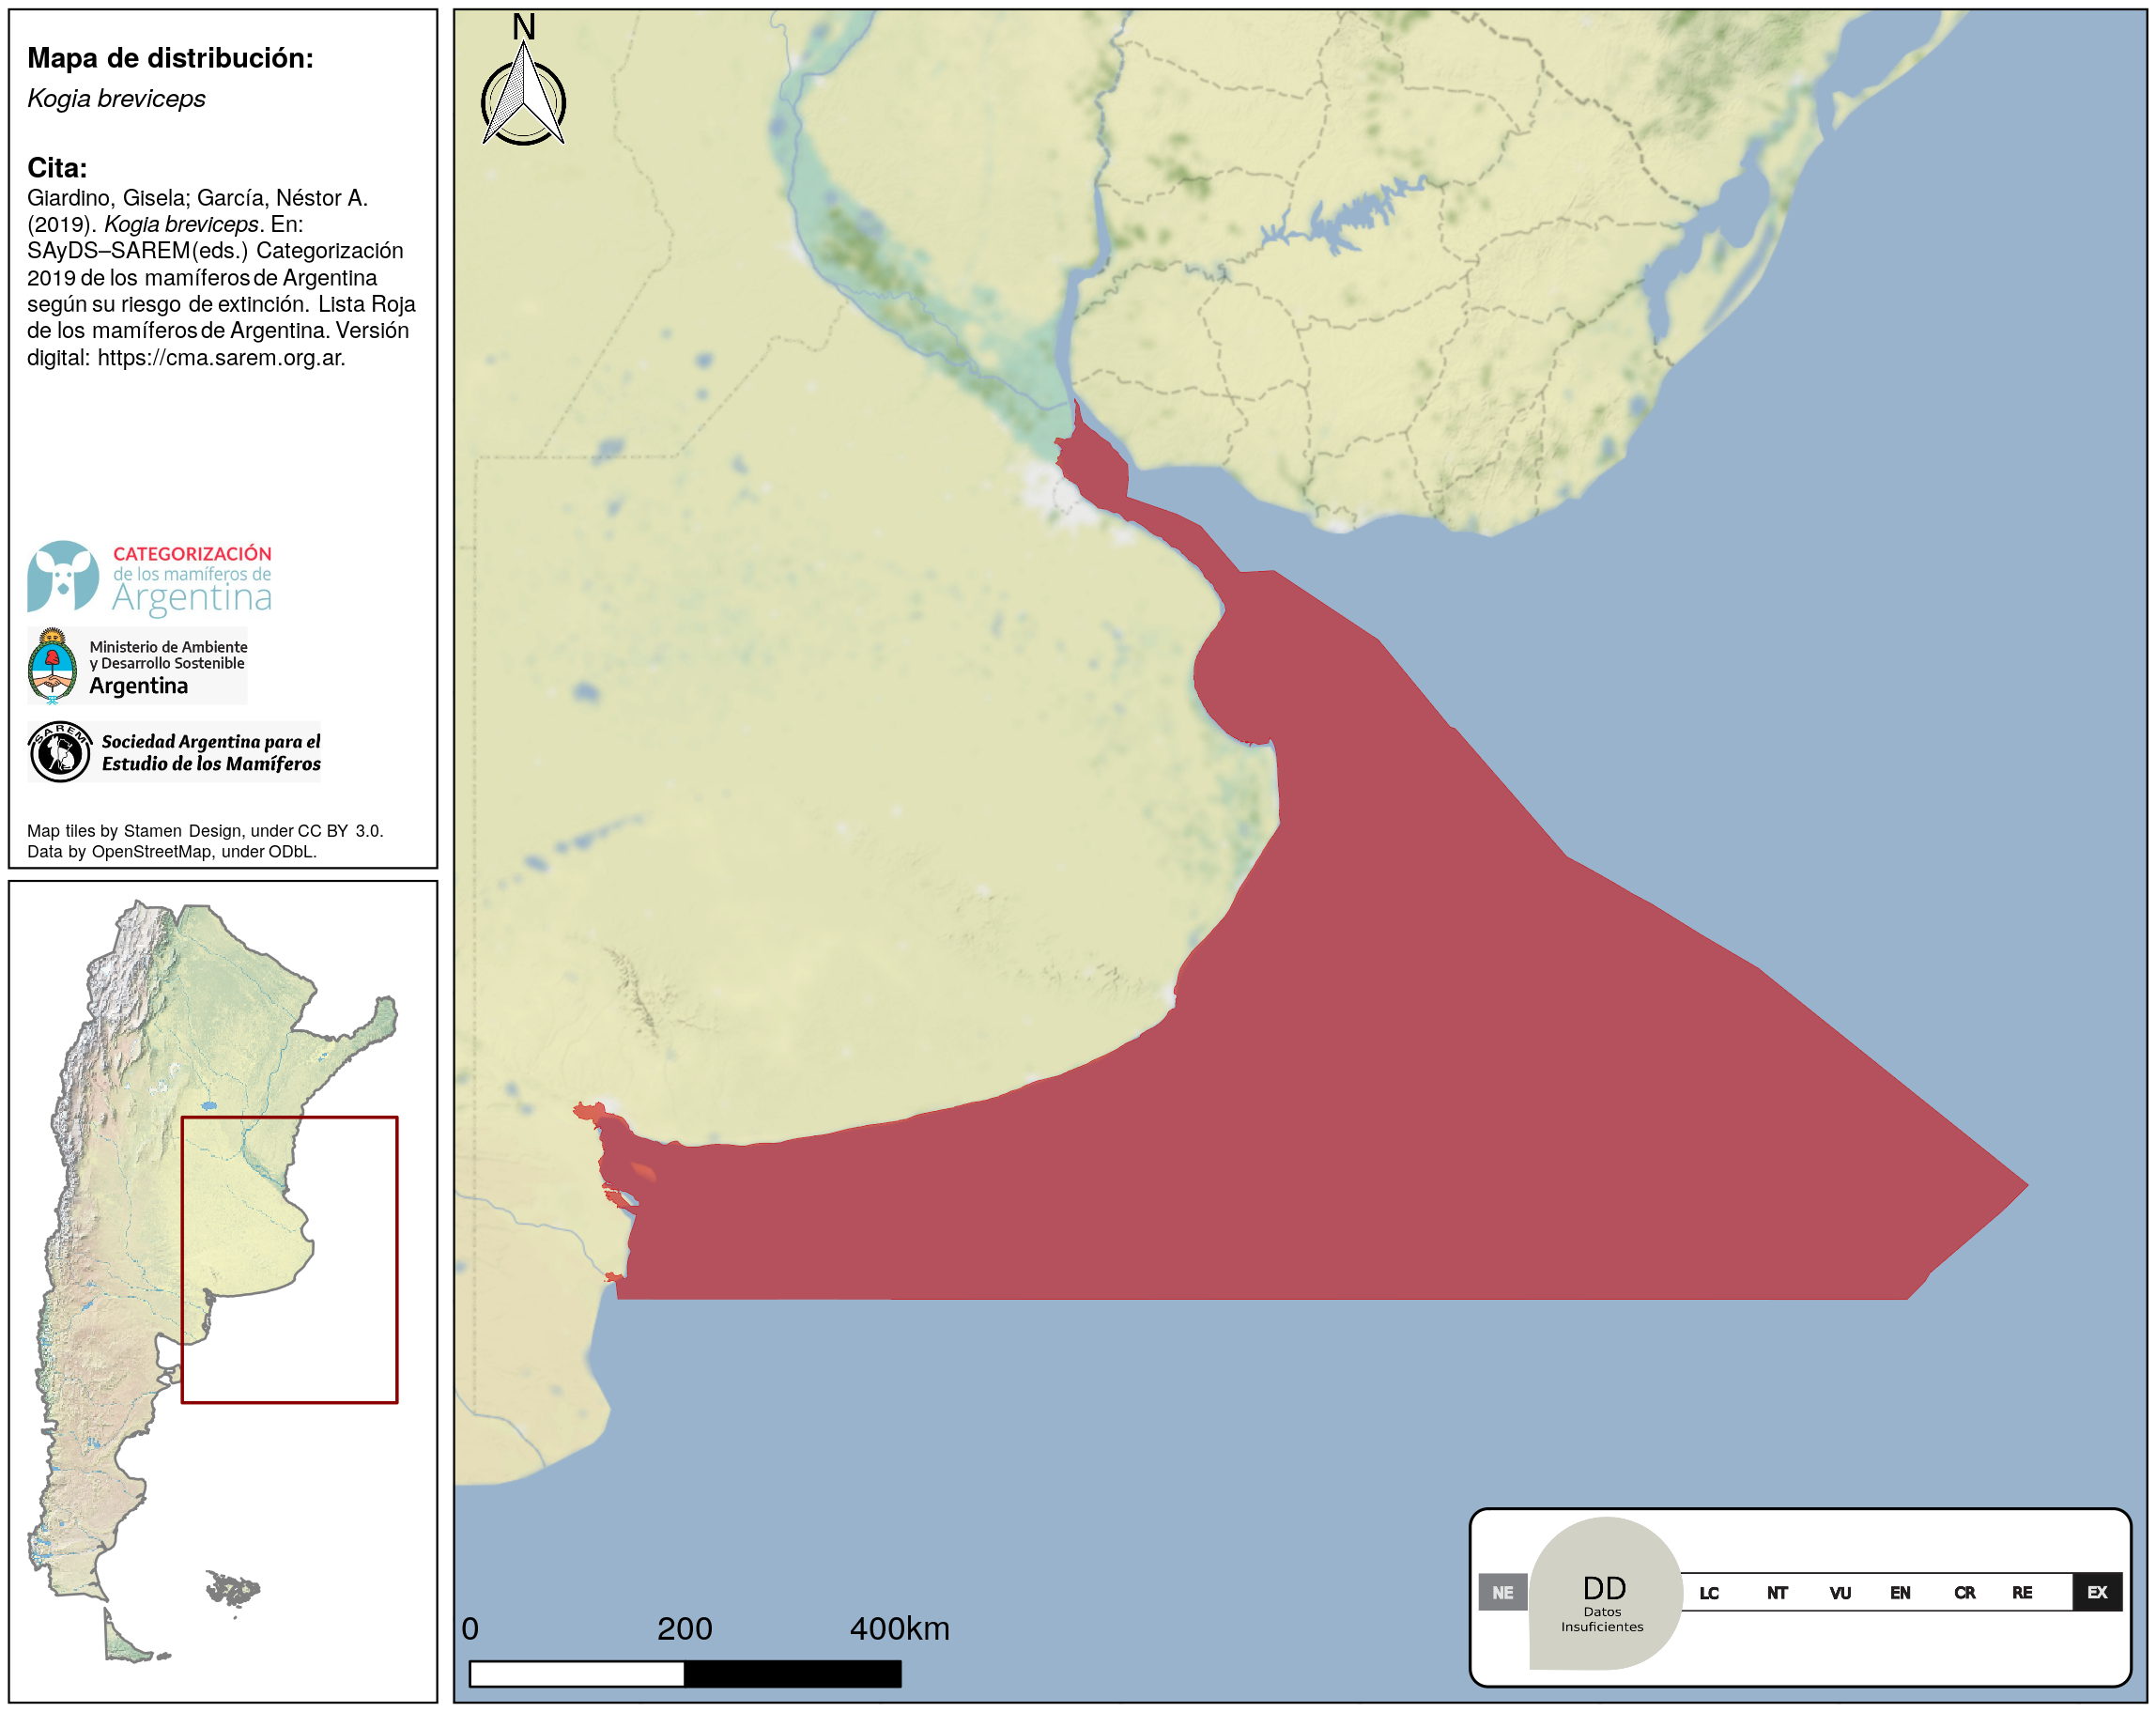 Mapa de distribución:
Kogia breviceps
Cita:
Giardino, Gisela; García, Néstor A.
(2019). Kogia breviceps. En:
SAyDS–SAREM(eds.) Categorización
2019 de los mamíferos de Argentina
según su riesgo de extinción. Lista Roja
de los mamíferos de Argentina. Versión
digital: https://cma.sarem.org.ar.
CATEGORIZACIÓN
de los mamíferos de
Argentina
Ministerio de Ambiente
y Desarrollo Sostenible
Argentina
SAREM
Sociedad Argentina para el
Estudio de los Mamíferos
Map tiles by Stamen Design, under CC BY 3.0.
Data by OpenStreetMap, under ODbL.
N
0 200 400km
NE DD LC NT VU EN CR RE EX
Datos
Insuficientes